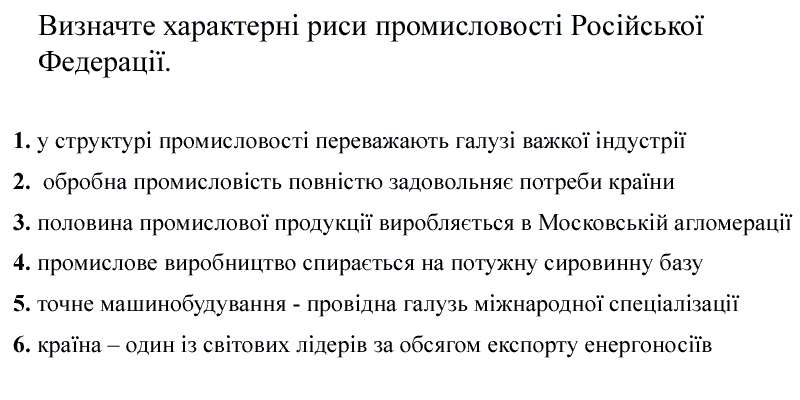 Визначте характерні риси промисловості Російської
Федерації.
1. у структурі промисловості переважають галузі важкої індустрії
2. обробна промисловість повністю задовольняє потреби країни
3. половина промислової продукції виробляється в Московській агломерації
4. промислове виробництво спирається на потужну сировинну базу
5. точне машинобудування - провідна галузь міжнародної спеціалізації
6. країна – один із світових лідерів за обсягом експорту енергоносіїв